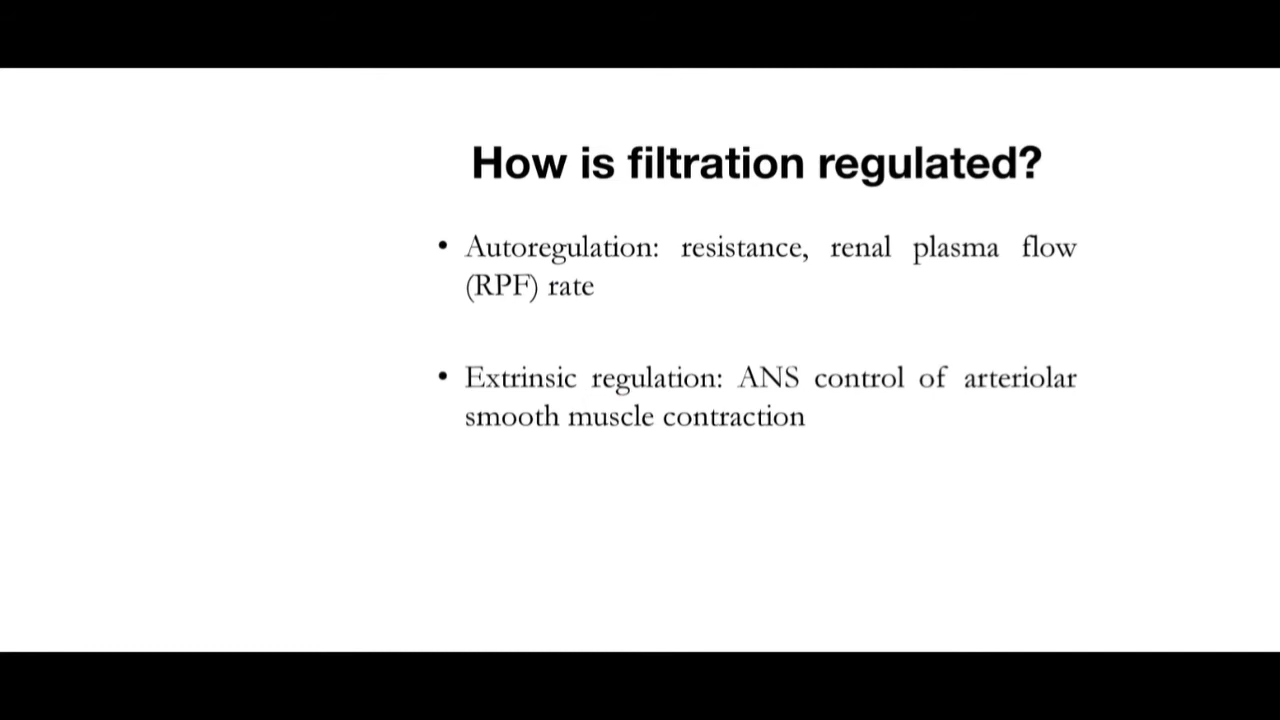 How is filtration regulated?
• Autoregulation: resistance, renal plasma flow
(RPF) rate
• Extrinsic regulation: ANS control of arteriolar
smooth muscle contraction